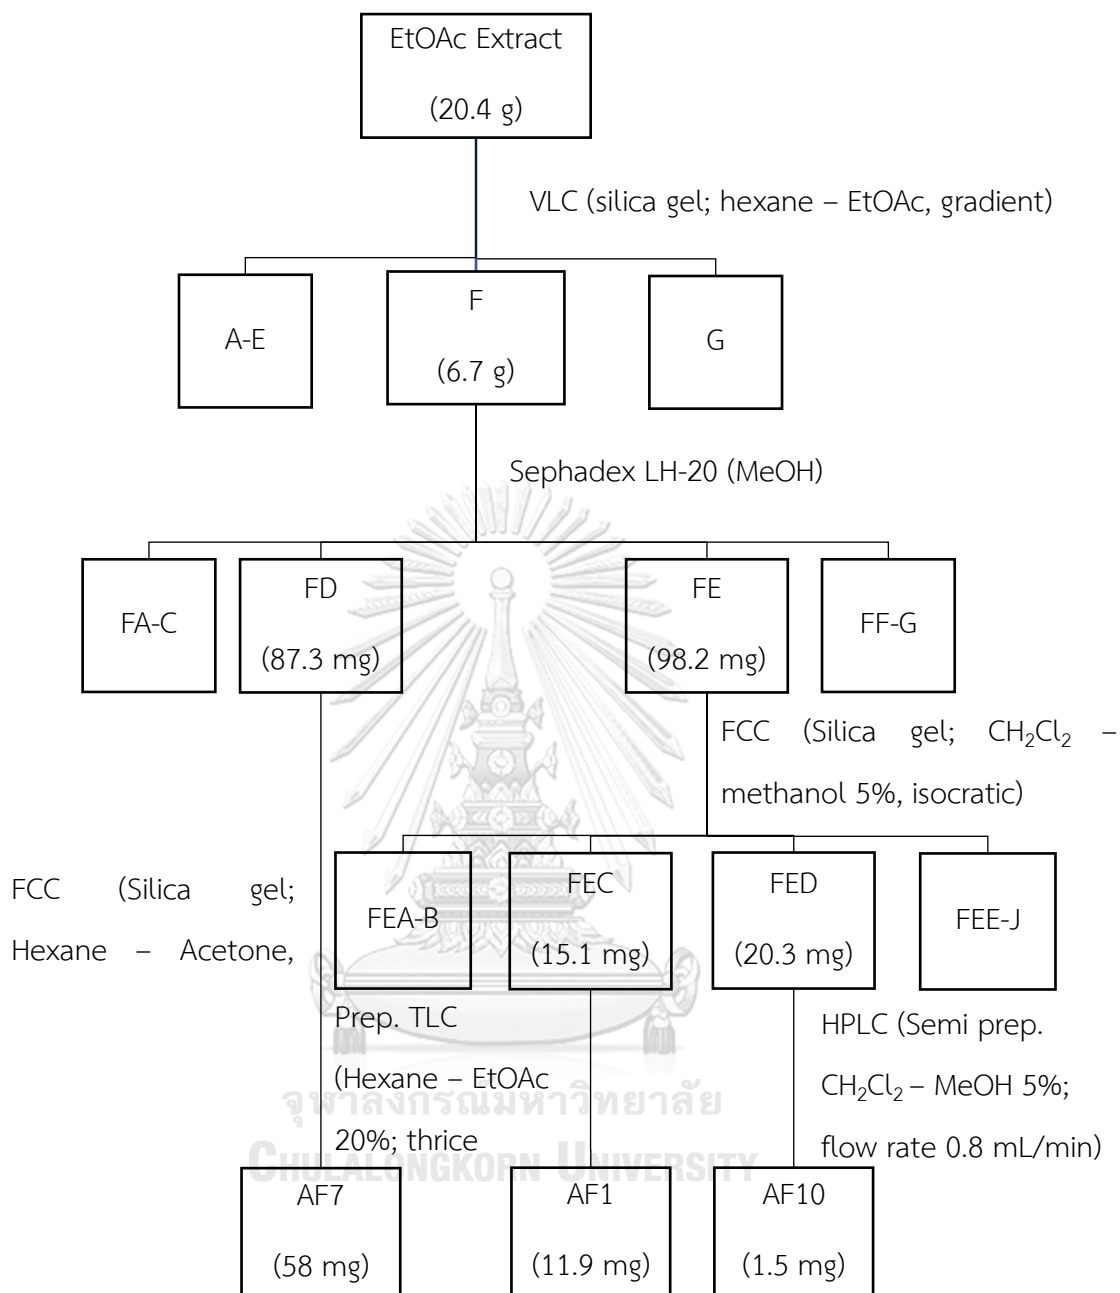 EtOAc Extract
(20.4 g)
VLC (silica gel; hexane – EtOAc, gradient)
A-E
F
(6.7 g)
G
Sephadex LH-20 (MeOH)
FA-C
FD
(87.3 mg)
FE
(98.2 mg)
FF-G
FCC (Silica gel; CH₂Cl₂ –
methanol 5%, isocratic)
FCC (Silica gel;
Hexane – Acetone,
FEA-B
FEC
(15.1 mg)
FED
(20.3 mg)
FEE-J
Prep. TLC
(Hexane – EtOAc
20%; thrice
HPLC (Semi prep.
CH₂Cl₂ – MeOH 5%;
flow rate 0.8 mL/min)
จุฬาลงกรณ์มหาวิทยาลัย
CHULALONGKORN UNIVERSITY
AF7
(58 mg)
AF1
(11.9 mg)
AF10
(1.5 mg)